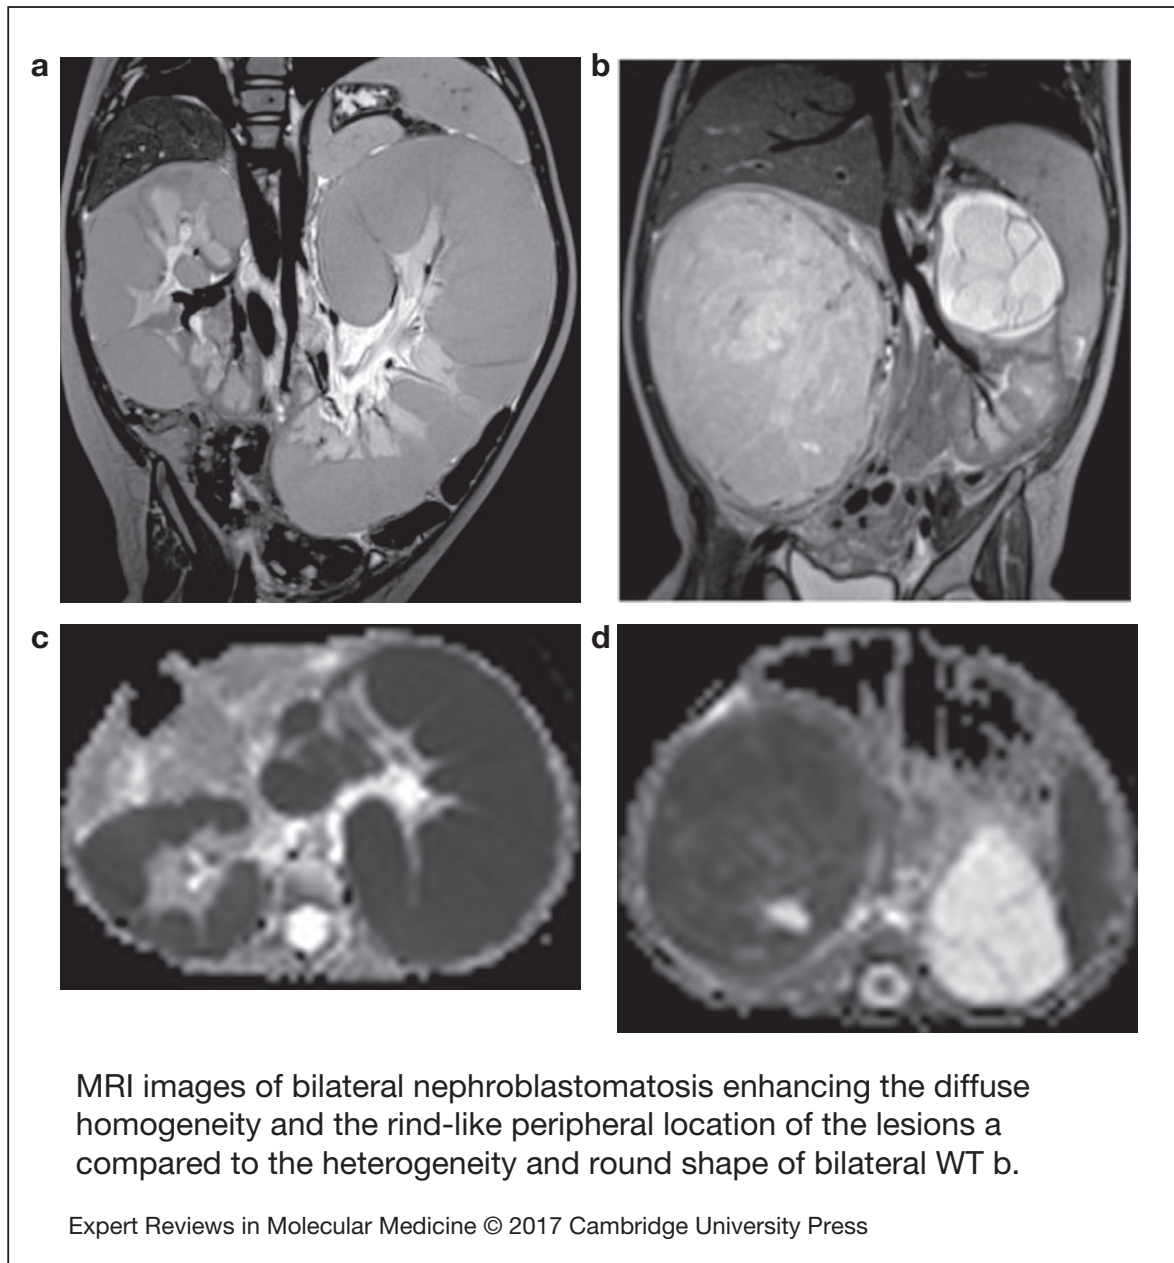 a
b
c
d
MRI images of bilateral nephroblastomatosis enhancing the diffuse
homogeneity and the rind-like peripheral location of the lesions a
compared to the heterogeneity and round shape of bilateral WT b.
Expert Reviews in Molecular Medicine © 2017 Cambridge University Press